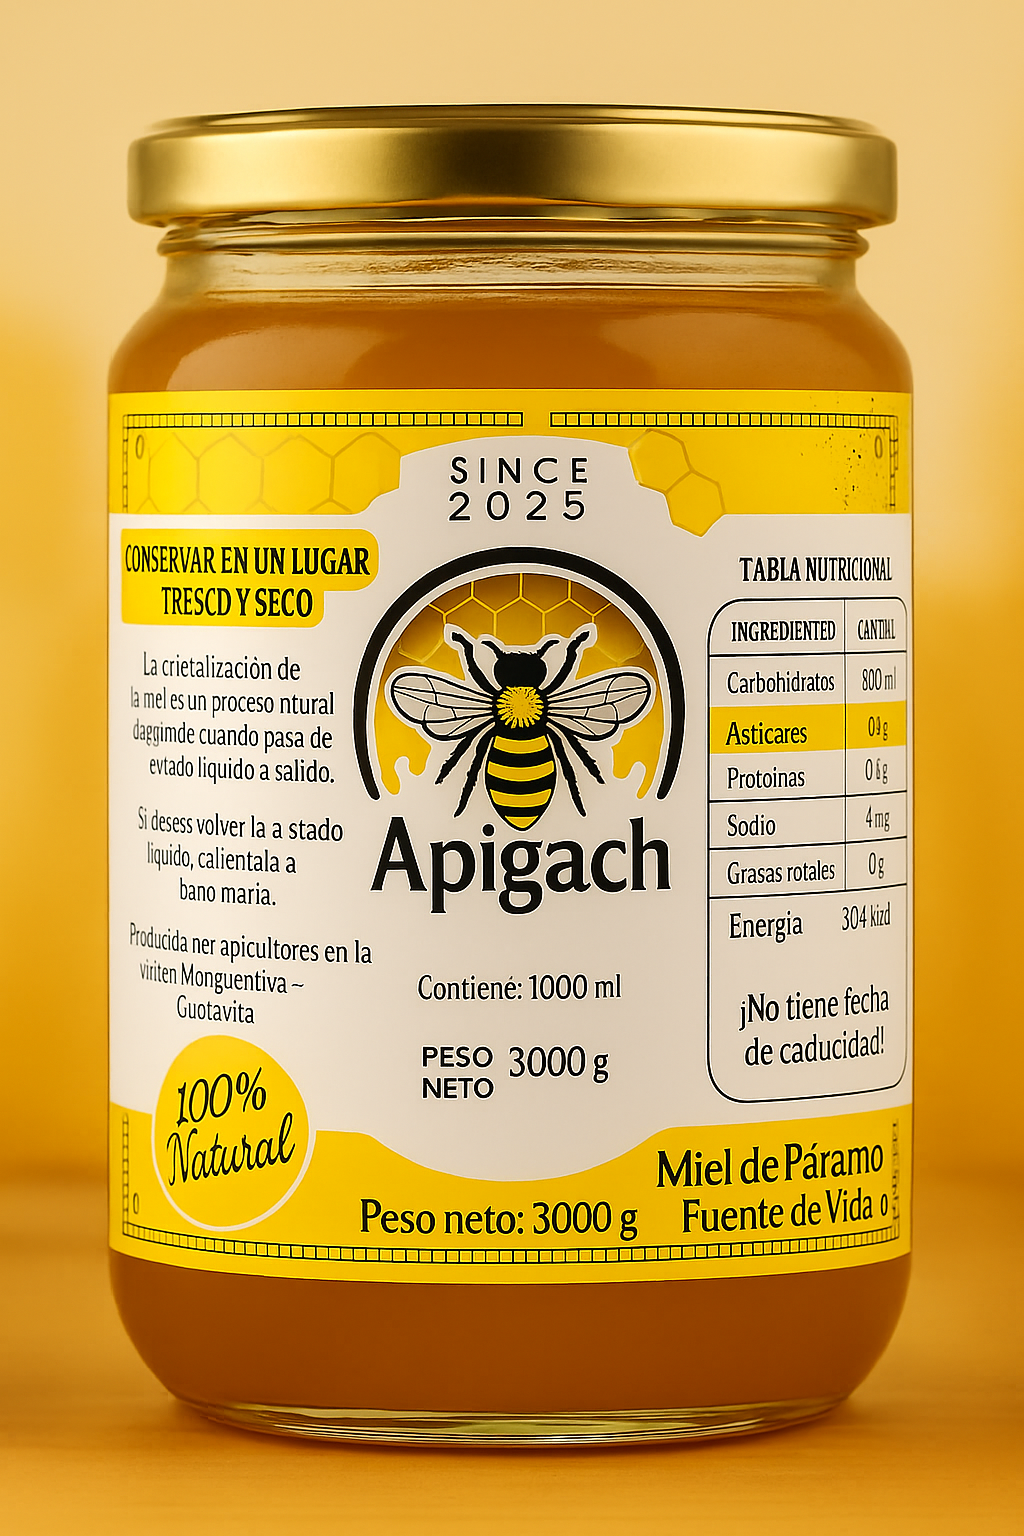 SINCE
2025
CONSERVAR EN UN LUGAR
TRESCD Y SECO
La crietalizaciòn de
la mel es un proceso ntural
daggimde cuando pasa de
evtado liquido a salido.
Si desess volver la a stado
liquido, calientala a
bano maria.
Producida ner apicultores en la
viriten Monguentiva ~
Guotavita
100%
Natural
Apigach
Contiené: 1000 ml
PESO NETO 3000 g
Peso neto: 3000 g
TABLA NUTRICIONAL
INGREDIENTED
Carbohidratos 800 ml
Asticares
Protoinas
Sodio 4 mg
Grasas rotales 0 g
Energia 304 kizd
¡No tiene fecha
de caducidad!
Miel de Páramo
Fuente de Vida